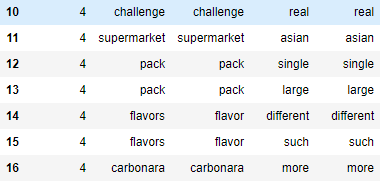 10 4 challenge challenge real real
11 4 supermarket supermarket asian asian
12 4 pack pack single single
13 4 pack pack large large
14 4 flavors flavor different different
15 4 flavors flavor such such
16 4 carbonara carbonara more more